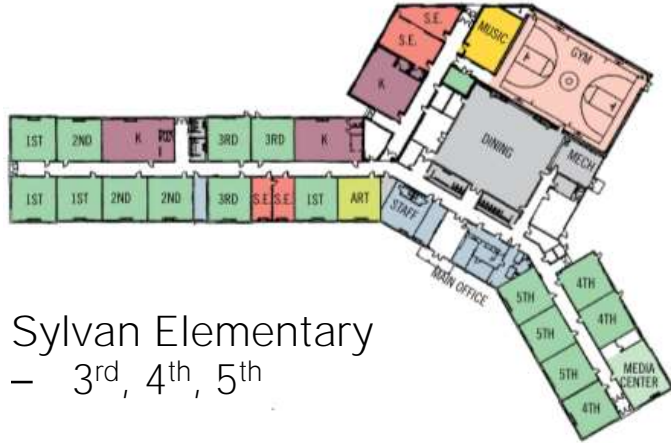 S.E.
S.E.
MUSIC
GYM
K
DINING
MECH
1ST
2ND
K
3RD
3RD
K
1ST
1ST
2ND
2ND
3RD
S.E.
S.E.
1ST
ART
STAFF
MAIN OFFICE
5TH
4TH
5TH
4TH
5TH
MEDIA
CENTER
4TH
Sylvan Elementary
– 3rd, 4th, 5th